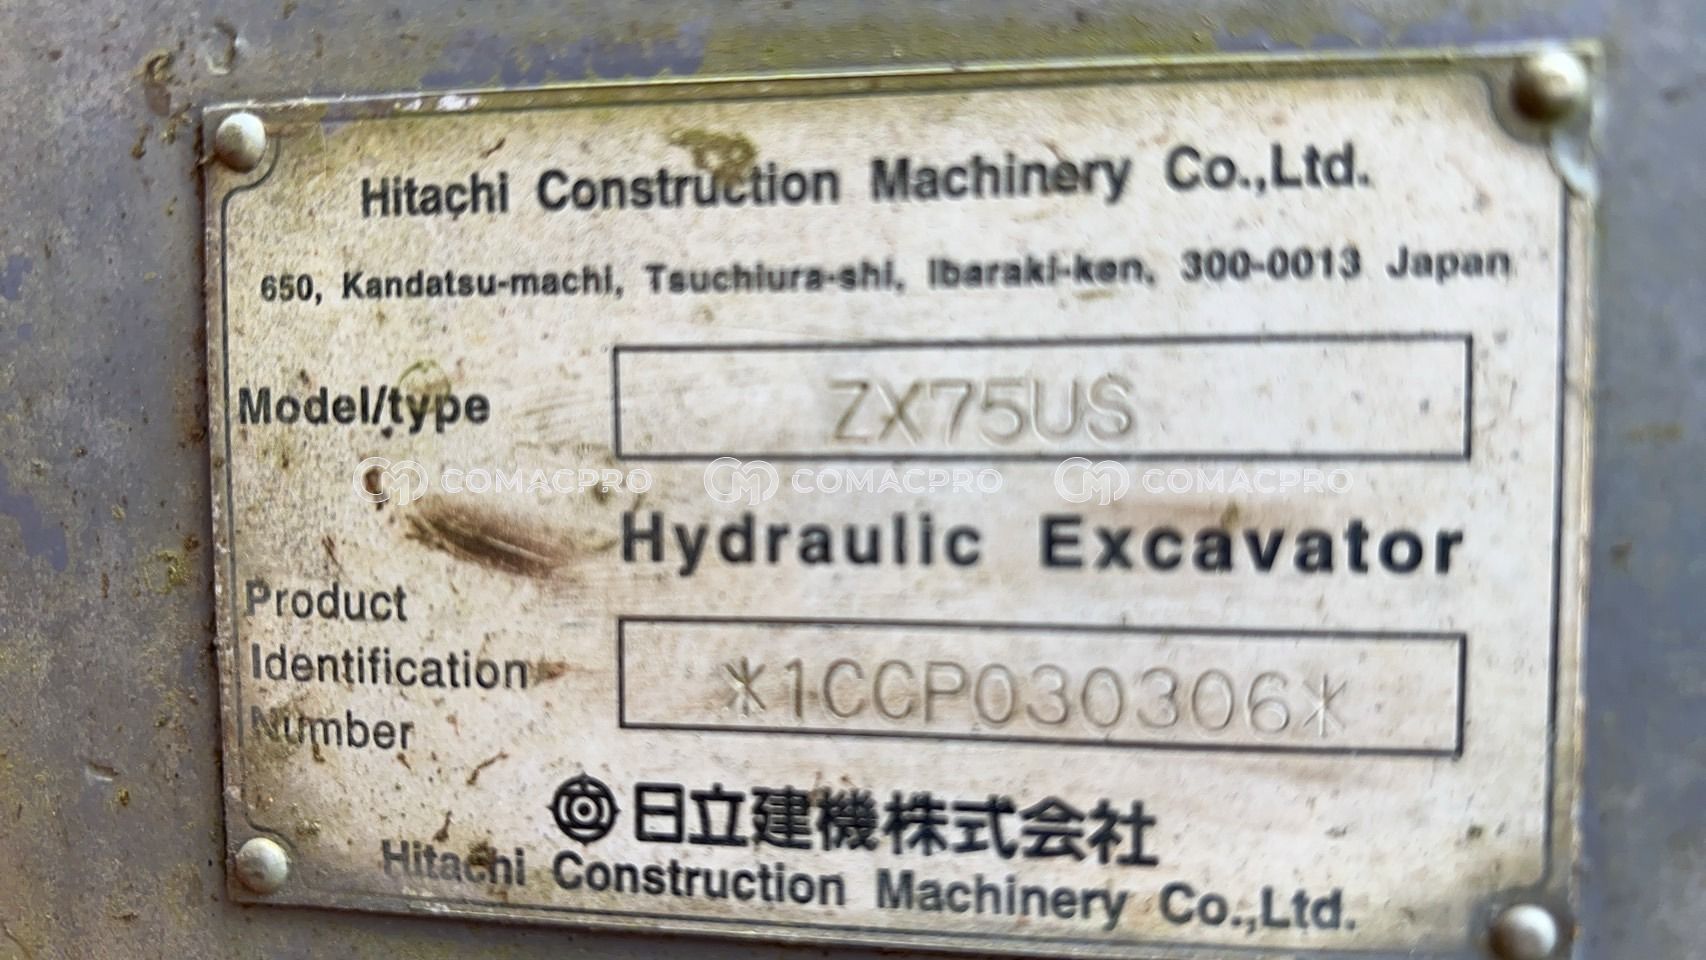 Hitachi Construction Machinery Co.,Ltd.
650, Kandatsu-machi, Tsuchiura-shi, Ibaraki-ken, 300-0013 Japan
Model/type
ZX75US
COMACPRO COMACPRO COMACPRO
Hydraulic Excavator
Product
Identification
Number
*1CCP030306*
日立建機株式会社
Hitachi Construction Machinery Co.,Ltd.